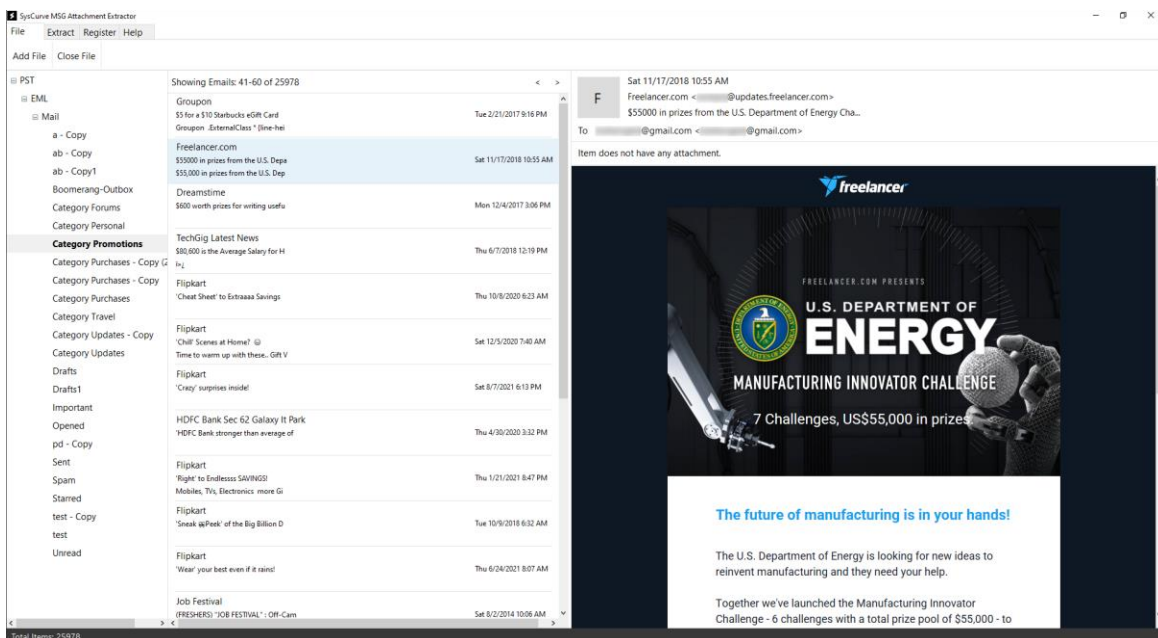 SysCurve MSG Attachment Extractor
File Extract Register Help
Add File Close File
PST
EML
Mail
a - Copy
ab - Copy
ab - Copy1
Boomerang-Outbox
Category Forums
Category Personal
Category Promotions
Category Purchases - Copy (2
Category Purchases - Copy
Category Purchases
Category Travel
Category Updates - Copy
Category Updates
Drafts
Drafts1
Important
Opened
pd - Copy
Sent
Spam
Starred
test - Copy
test
Unread
Showing Emails: 41-60 of 25978 < >
Groupon
$5 for a $10 Starbucks eGift Card Tue 2/21/2017 9:16 PM
Groupon .ExternalClass * {line-hei
Freelancer.com
$55000 in prizes from the U.S. Depa Sat 11/17/2018 10:55 AM
$55,000 in prizes from the U.S. Dep
Dreamstime
$600 worth prizes for writing usefu Mon 12/4/2017 3:06 PM
TechGig Latest News
$80,600 is the Average Salary for H Thu 6/7/2018 12:19 PM
Flipkart
'Cheat Sheet' to Extraaaa Savings Thu 10/8/2020 6:23 AM
Flipkart
'Chill' Scenes at Home? Sat 12/5/2020 7:40 AM
Time to warm up with these.. Gift V
Flipkart
'Crazy' surprises inside! Sat 8/7/2021 6:13 PM
HDFC Bank Sec 62 Galaxy It Park
'HDFC Bank stronger than average of Thu 4/30/2020 3:32 PM
Flipkart
'Right' to Endlessss SAVINGS! Thu 1/21/2021 8:47 PM
Mobiles, TVs, Electronics more Gi
Flipkart
'Sneak Peek' of the Big Billion D Tue 10/9/2018 6:32 AM
Flipkart
'Wear' your best even if it rains! Thu 6/24/2021 8:07 AM
Job Festival
(FRESHERS) "JOB FESTIVAL" : Off-Cam Sat 8/2/2014 10:06 AM
F
Sat 11/17/2018 10:55 AM
Freelancer.com < @updates.freelancer.com>
$55000 in prizes from the U.S. Department of Energy Cha...
To @gmail.com < @gmail.com>
Item does not have any attachment.
freelancer
FREELANCER.COM PRESENTS
U.S. DEPARTMENT OF
ENERGY
MANUFACTURING INNOVATOR CHALLENGE
7 Challenges, US$55,000 in prizes
The future of manufacturing is in your hands!
The U.S. Department of Energy is looking for new ideas to
reinvent manufacturing and they need your help.
Together we've launched the Manufacturing Innovator
Challenge - 6 challenges with a total prize pool of $55,000 - to
Total Items: 25978